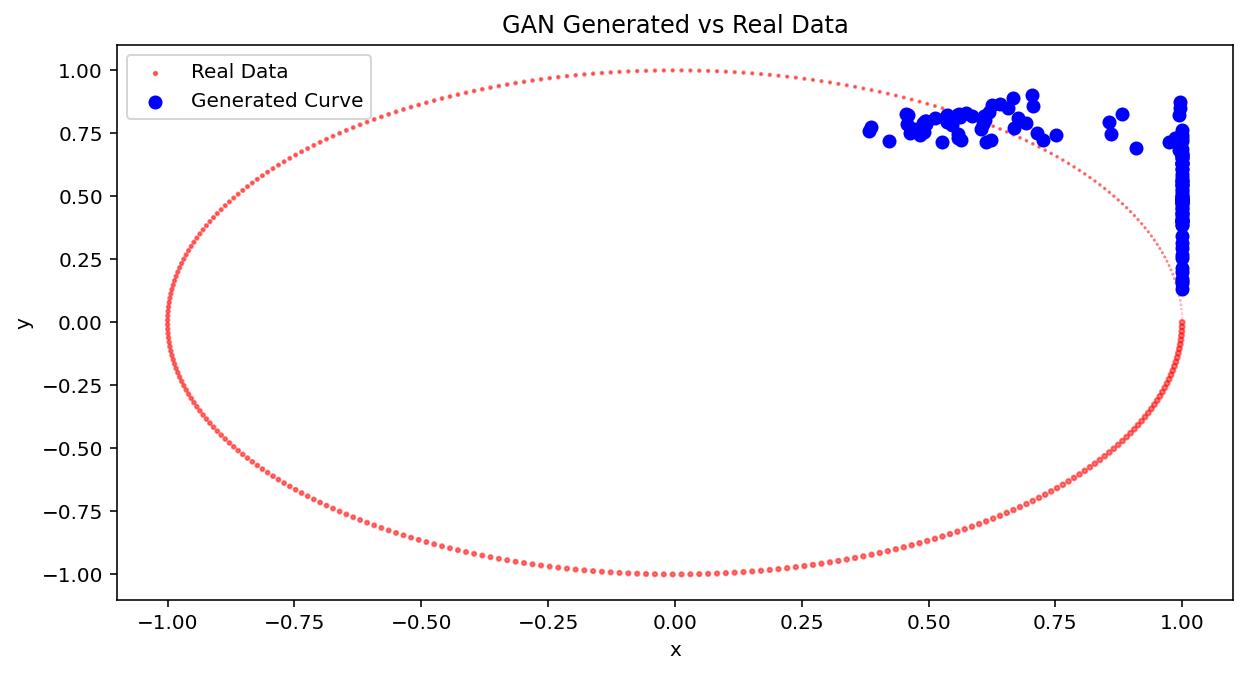 GAN Generated vs Real Data
Real Data
Generated Curve
1.00
0.75
0.50
0.25
0.00
−0.25
−0.50
−0.75
−1.00
y
−1.00 −0.75 −0.50 −0.25 0.00 0.25 0.50 0.75 1.00
x